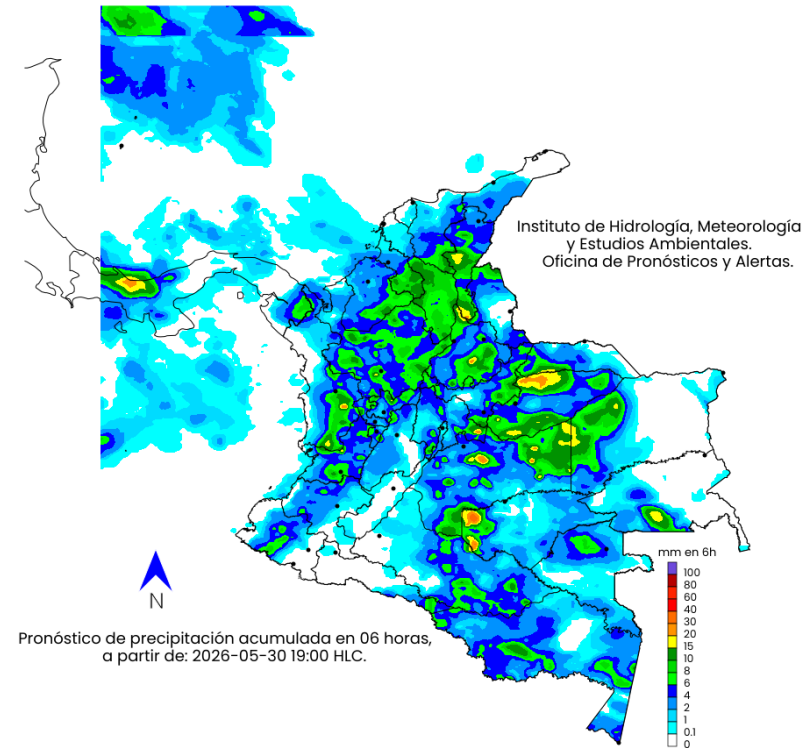 Instituto de Hidrología, Meteorología
y Estudios Ambientales.
Oficina de Pronósticos y Alertas.
N
Pronóstico de precipitación acumulada en 06 horas,
a partir de: 2026-05-30 19:00 HLC.
mm en 6h
100
80
60
40
30
20
15
10
8
6
4
2
1
0.1
0